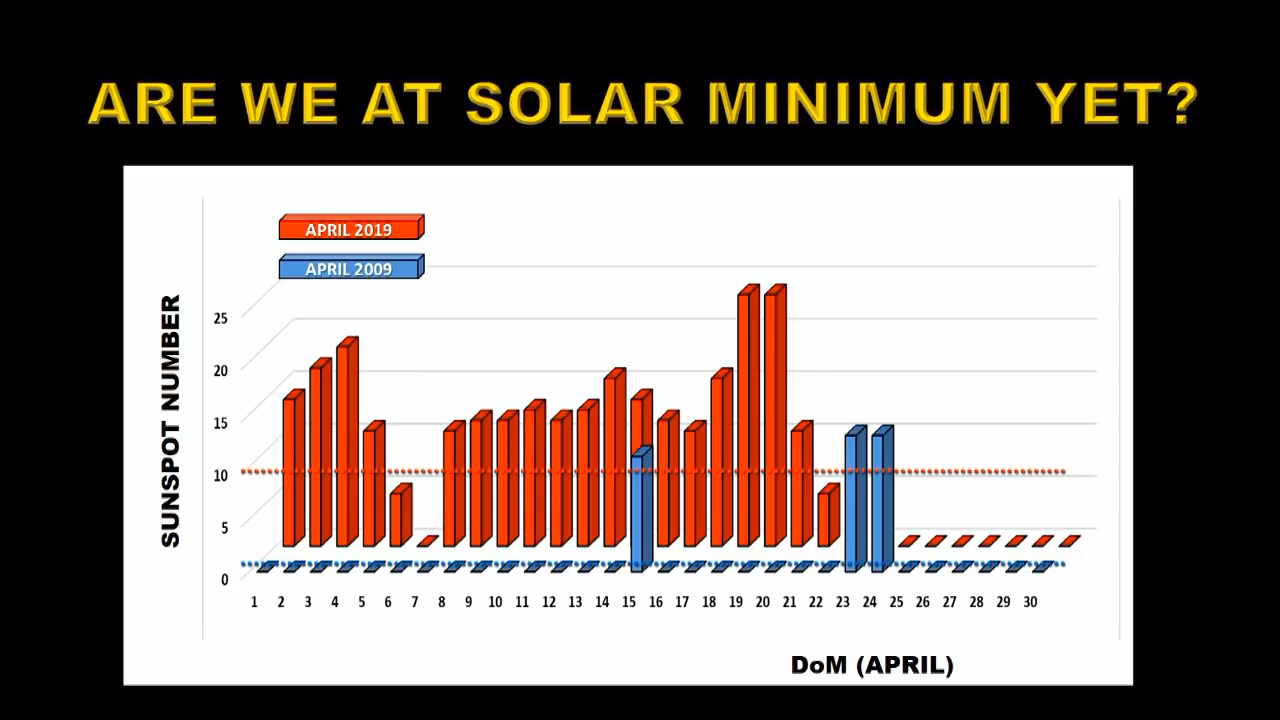 ARE WE AT SOLAR MINIMUM YET?
APRIL 2019
APRIL 2009
SUNSPOT NUMBER
25
20
15
10
5
0
1 2 3 4 5 6 7 8 9 10 11 12 13 14 15 16 17 18 19 20 21 22 23 24 25 26 27 28 29 30
DoM (APRIL)